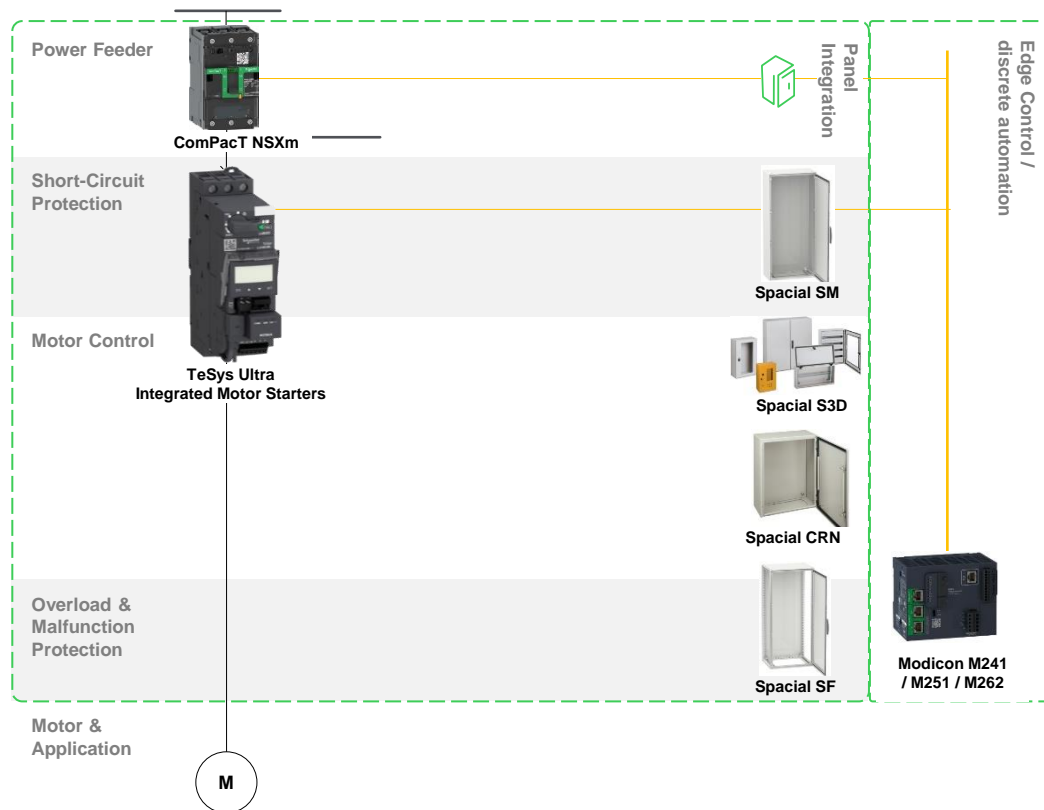 Power Feeder
ComPacT NSXm
Panel
Integration
Edge Control /
discrete automation
Short-Circuit
Protection
Spacial SM
Motor Control
TeSys Ultra
Integrated Motor Starters
Spacial S3D
Spacial CRN
Overload &
Malfunction
Protection
Spacial SF
Modicon M241
/ M251 / M262
Motor &
Application
M